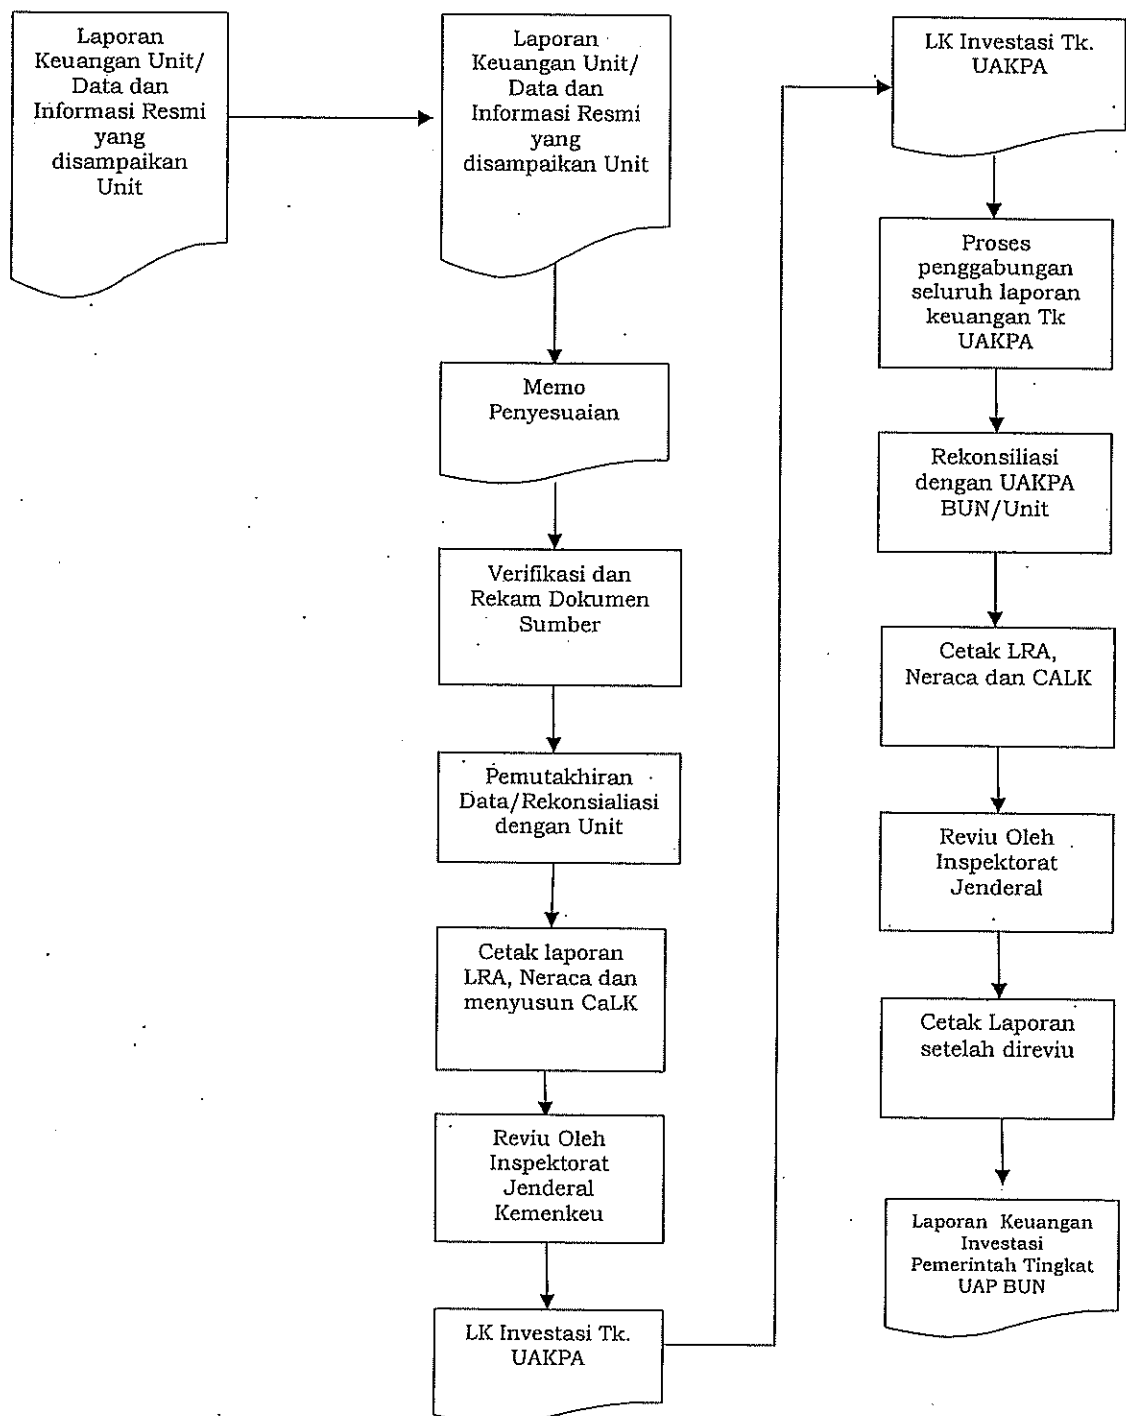 Laporan
Keuangan Unit/
Data dan
Informasi Resmi
yang
disampaikan
Unit
Laporan
Keuangan Unit/
Data dan
Informasi Resmi
yang
disampaikan Unit
Memo
Penyesuaian
Verifikasi dan
Rekam Dokumen
Sumber
Pemutakhiran
Data/Rekonsialiasi
dengan Unit
Cetak laporan
LRA, Neraca dan
menyusun CaLK
Reviu Oleh
Inspektorat
Jenderal
Kemenkeu
LK Investasi Tk.
UAKPA
LK Investasi Tk.
UAKPA
Proses
penggabungan
seluruh laporan
keuangan Tk
UAKPA
Rekonsiliasi
dengan UAKPA
BUN/Unit
Cetak LRA,
Neraca dan CALK
Reviu Oleh
Inspektorat
Jenderal
Cetak Laporan
setelah direviu
Laporan Keuangan
Investasi
Pemerintah Tingkat
UAP BUN